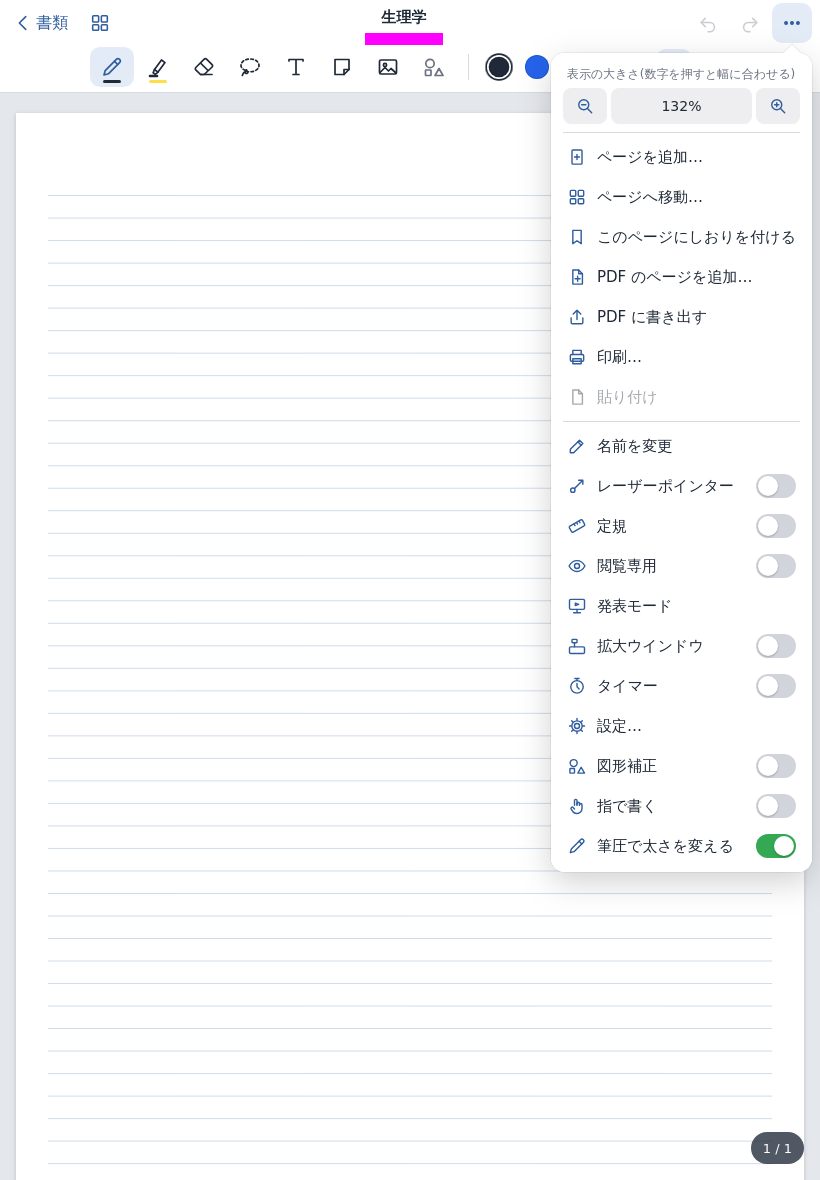 書類
生理学
表示の大きさ(数字を押すと幅に合わせる)
132%
ページを追加…
ページへ移動…
このページにしおりを付ける
PDF のページを追加…
PDF に書き出す
印刷…
貼り付け
名前を変更
レーザーポインター
定規
閲覧専用
発表モード
拡大ウインドウ
タイマー
設定…
図形補正
指で書く
筆圧で太さを変える
1 / 1